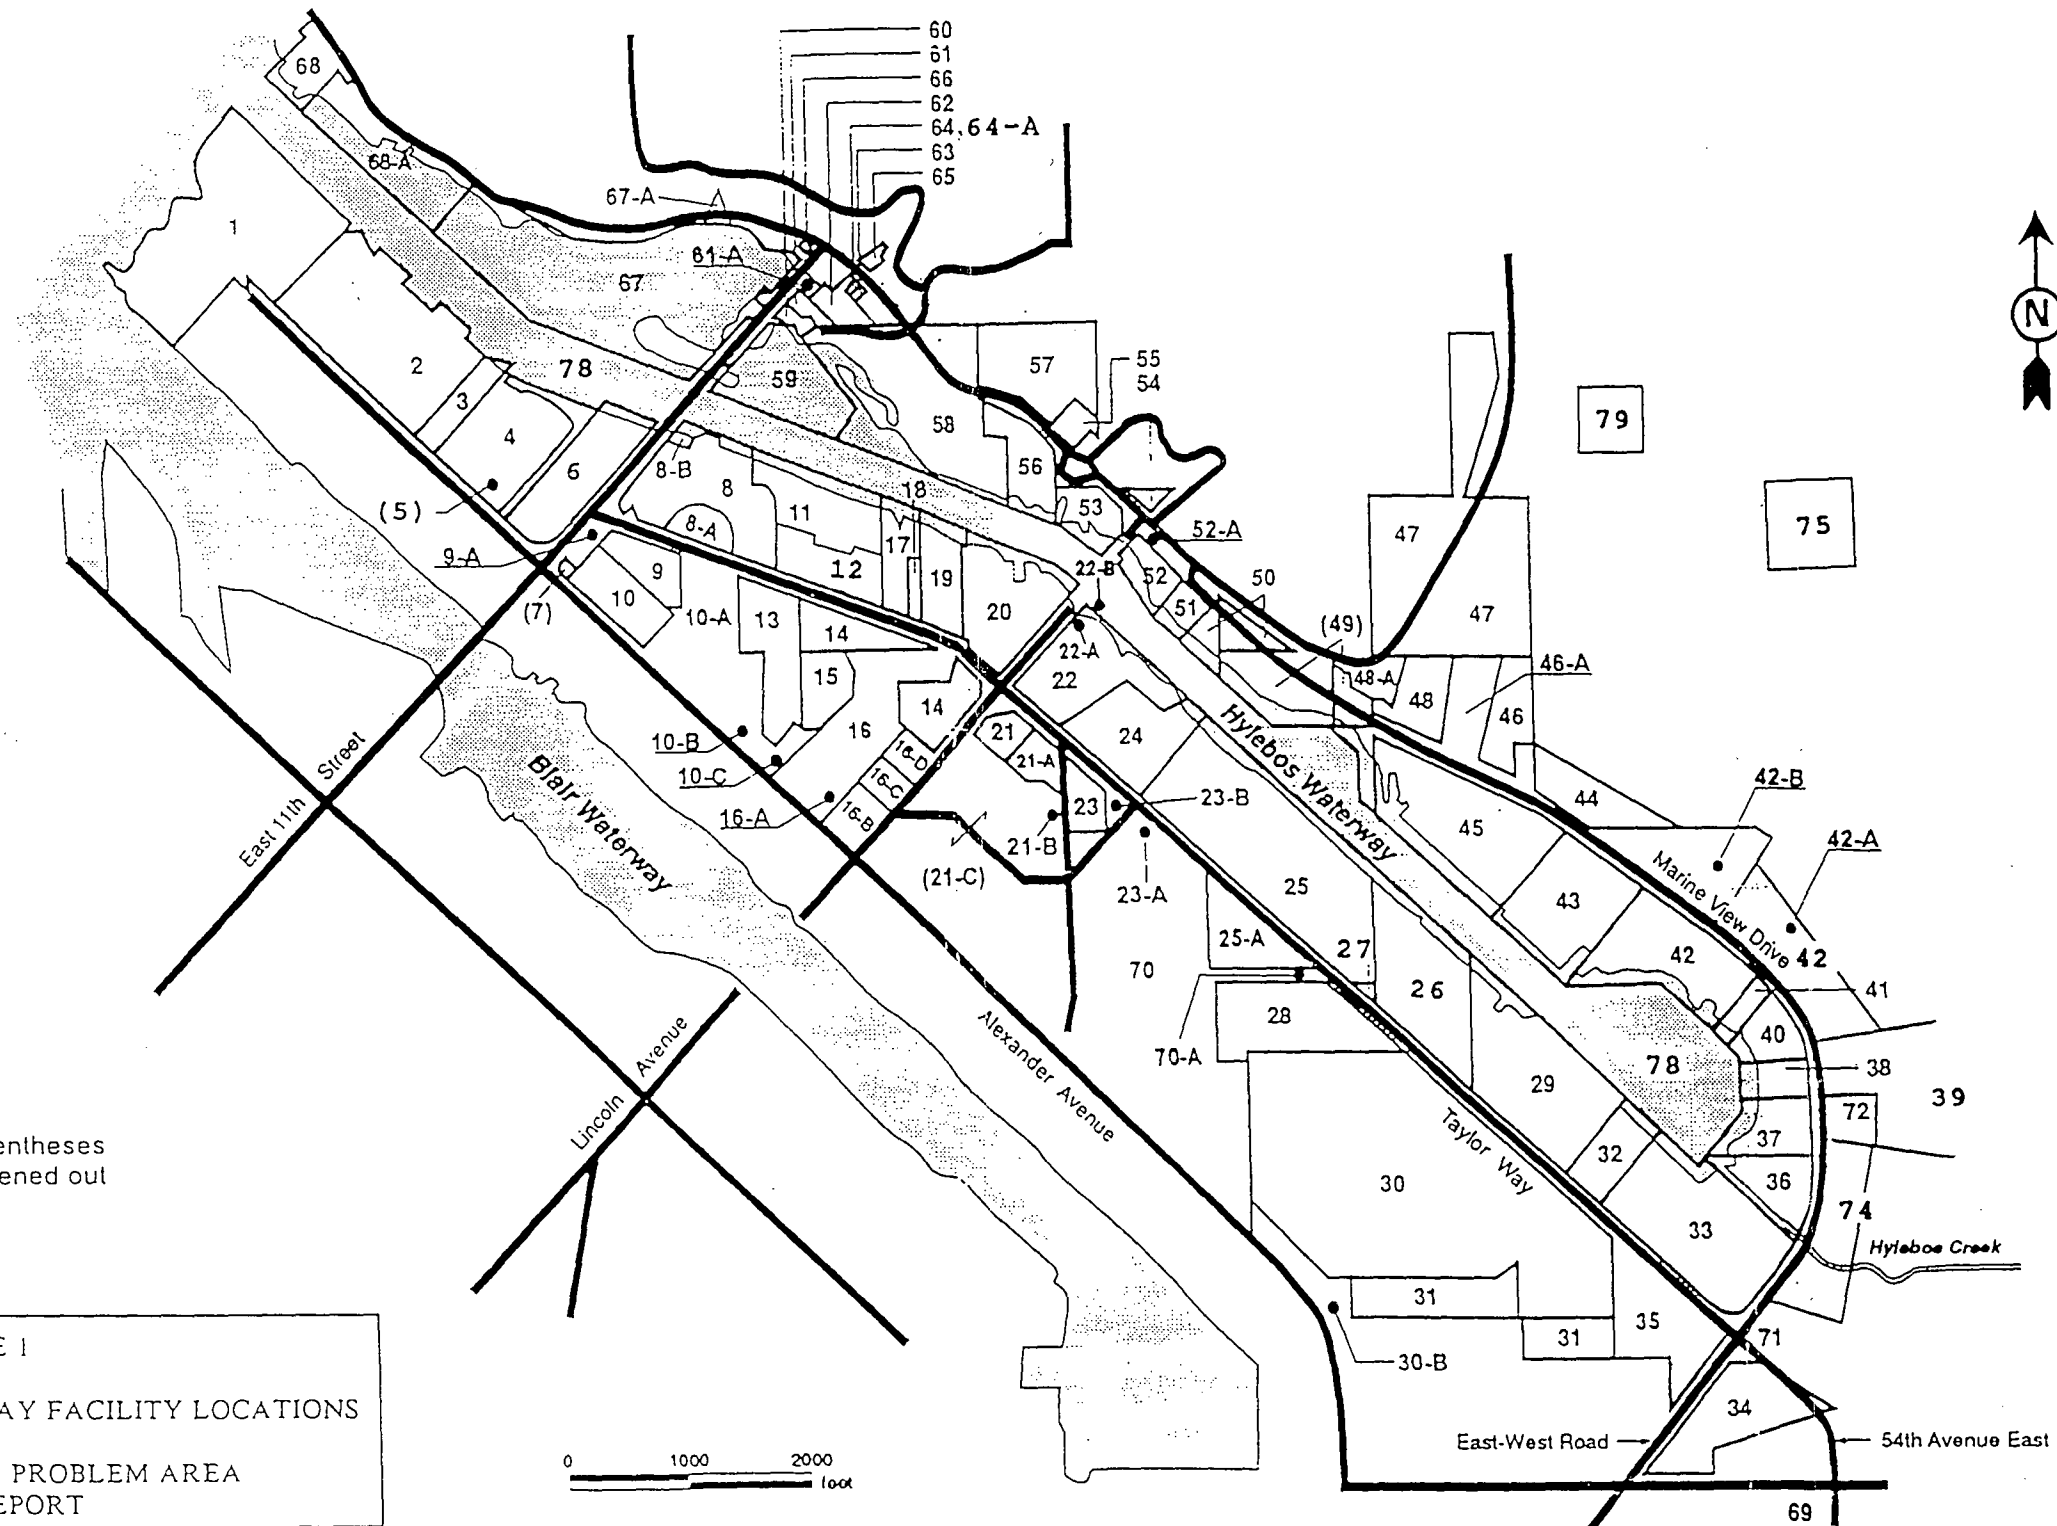 60
61
66
62
64, 64-A
63
65
68
68-A
67-A
61-A
67
1
2
3
4
(5)
6
78
59
58
57
55
54
56
53
52-A
8-B
8
8-A
11
18
17
12
19
20
9-A
(7)
9
10
10-A
13
14
15
14
16
10-B
10-C
16-A
16-B
16-C
16-D
22-B
22-A
22
52
51
50
(49)
21
21-A
21-B
(21-C)
23
23-B
23-A
24
79
75
47
47
48-A
48
46-A
46
44
45
43
42-B
42-A
42
42
41
40
38
39
72
37
36
74
78
25
25-A
27
26
70
70-A
28
29
30
30-B
31
31
32
33
35
71
34
69
N
Hylebos Waterway
Blair Waterway
East 11th Street
Lincoln Avenue
Alexander Avenue
Taylor Way
Marine View Drive
Hylebos Creek
East-West Road
54th Avenue East
entheses
ened out
E 1
AY FACILITY LOCATIONS
PROBLEM AREA
EPORT
0 1000 2000
feet